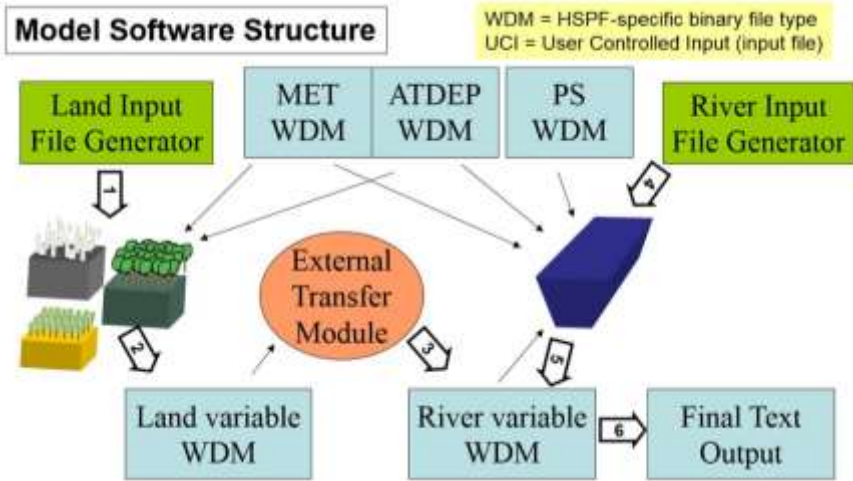 Model Software Structure
WDM = HSPF-specific binary file type
UCI = User Controlled Input (input file)
Land Input
File Generator
MET
WDM
ATDEP
WDM
PS
WDM
River Input
File Generator
1
4
External
Transfer
Module
2
3
5
Land variable
WDM
River variable
WDM
6
Final Text
Output